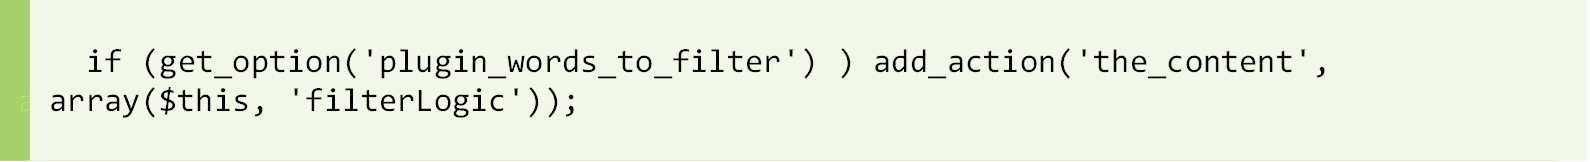 if (get_option('plugin_words_to_filter') ) add_action('the_content',
array($this, 'filterLogic'));